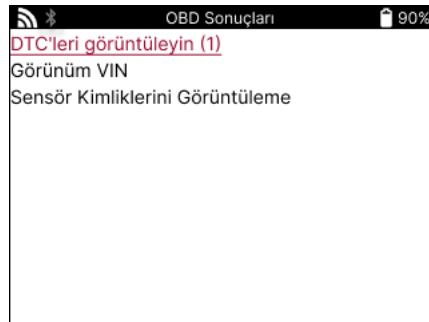 OBD Sonuçları 90%
DTC'leri görüntüleyin (1)
Görünüm VIN
Sensör Kimliklerini Görüntüleme